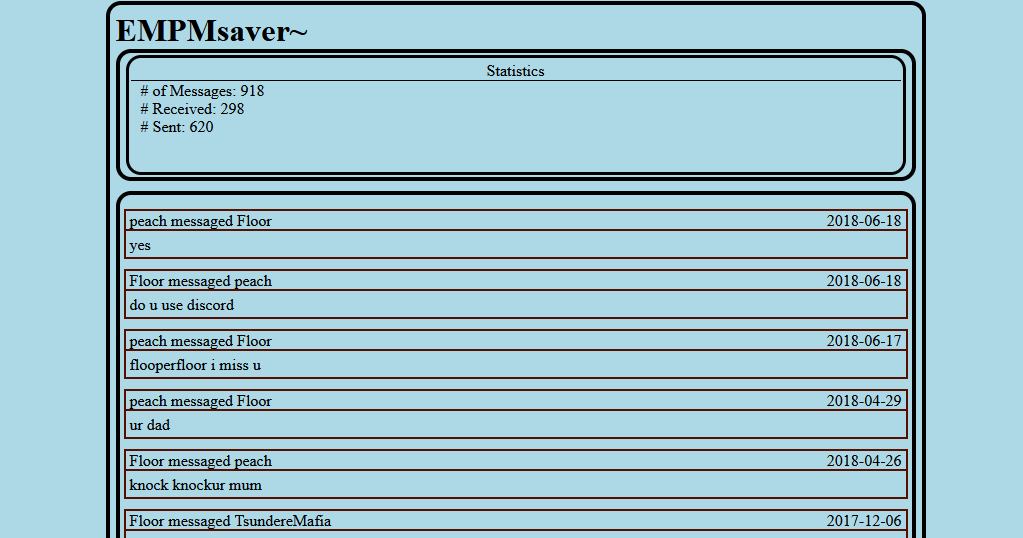 EMPMsaver~
Statistics
# of Messages: 918
# Received: 298
# Sent: 620
peach messaged Floor 2018-06-18
yes
Floor messaged peach 2018-06-18
do u use discord
peach messaged Floor 2018-06-17
flooperfloor i miss u
peach messaged Floor 2018-04-29
ur dad
Floor messaged peach 2018-04-26
knock knockur mum
Floor messaged TsundereMafia 2017-12-06